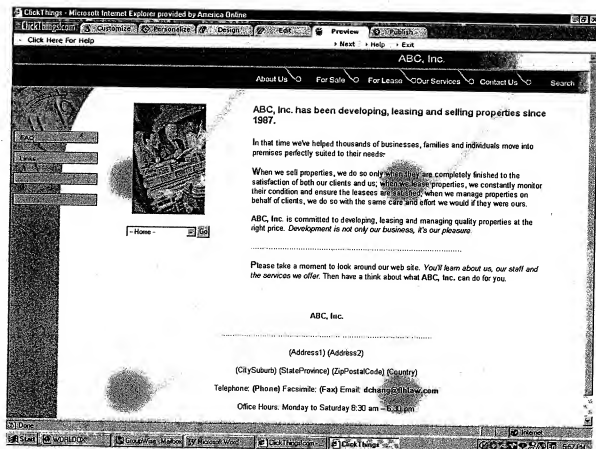 ClickThings - Microsoft Internet Explorer provided by America Online
ClickThings.com Customize Personalize Design Edit Preview Publish
- Click Here For Help
Next Help Exit
ABC, Inc.
About Us For Sale For Lease Our Services Contact Us Search
ABC, Inc. has been developing, leasing and selling properties since
1987.
FAQ
Links
In that time we've helped thousands of businesses, families and individuals move into
premises perfectly suited to their needs.
When we sell properties, we do so only when they are completely finished to the
satisfaction of both our clients and us; when we lease properties, we constantly monitor
their condition and ensure the leasees are satisfied; when we manage properties on
behalf of clients, we do so with the same care and effort we would if they were ours.
ABC, Inc. is committed to developing, leasing and managing quality properties at the
right price. Development is not only our business, it's our pleasure.
- Home - Go
Please take a moment to look around our web site. You'll learn about us, our staff and
the services we offer. Then have a think about what ABC, Inc. can do for you.
ABC, Inc.
(Address1) (Address2)
(CitySuburb) (StateProvince) (ZipPostalCode) (Country)
Telephone: (Phone) Facsimile: (Fax) Email: dchang@flhlaw.com
Office Hours: Monday to Saturday 8:30 am – 6:30 pm
Done Internet
Start WORLDOX GroupWise - Mailbox Microsoft Word ClickThings.com - ClickThings 5:57 PM